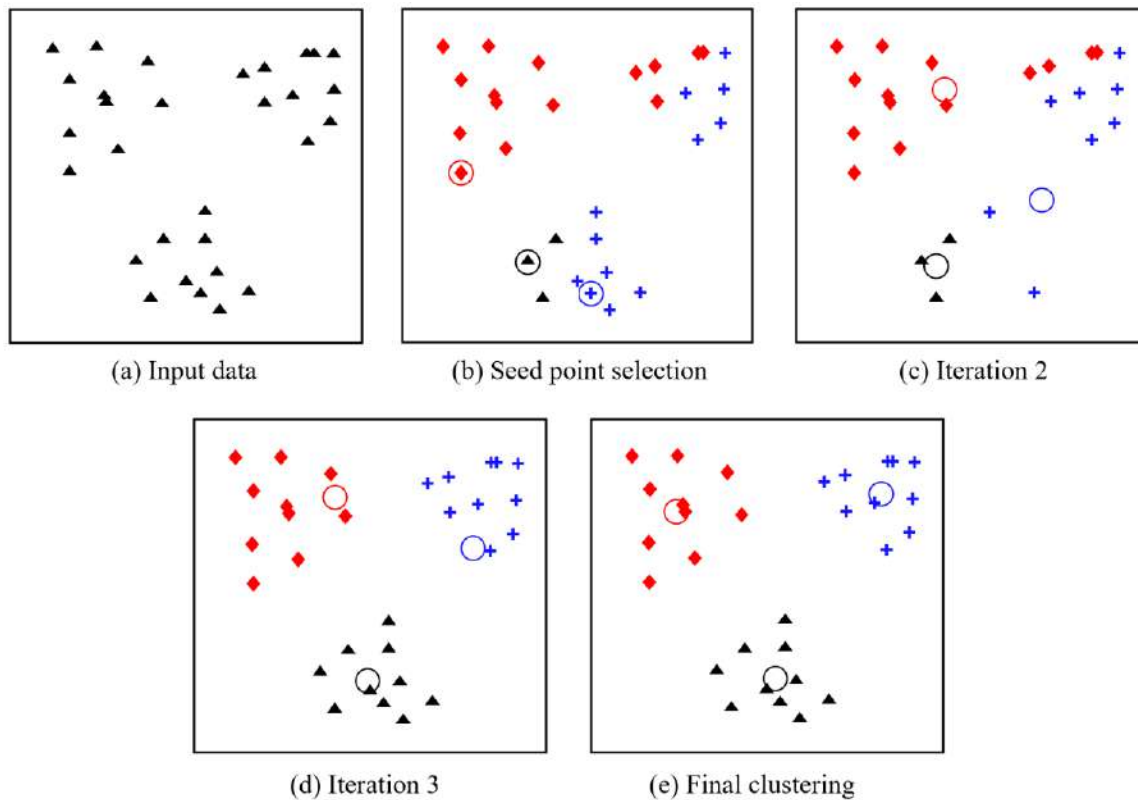 (a) Input data
(b) Seed point selection
(c) Iteration 2
(d) Iteration 3
(e) Final clustering